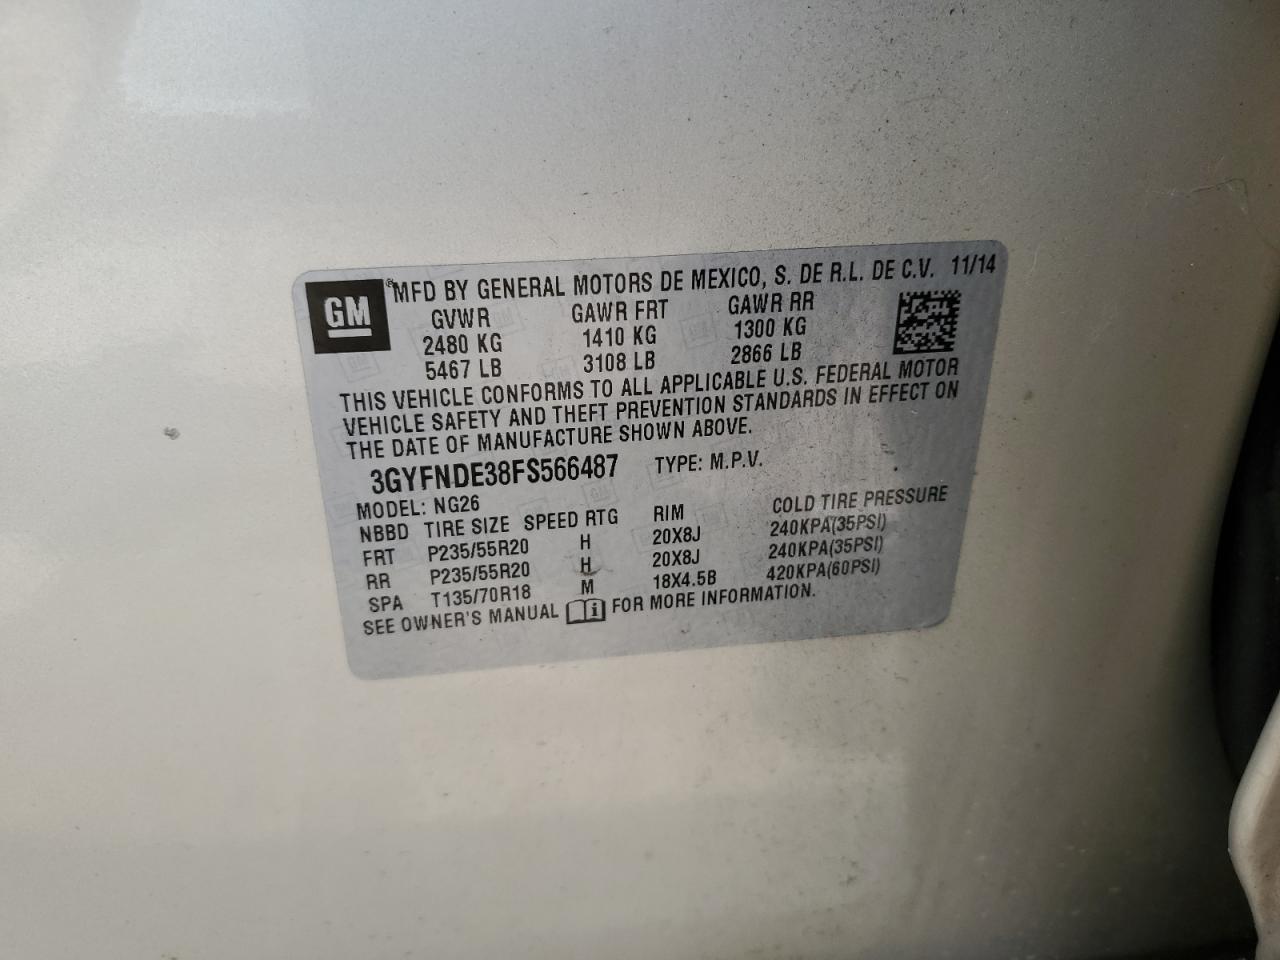 GM ® MFD BY GENERAL MOTORS DE MEXICO, S. DE R.L. DE C.V. 11/14
GVWR GAWR FRT GAWR RR
2480 KG 1410 KG 1300 KG
5467 LB 3108 LB 2866 LB
THIS VEHICLE CONFORMS TO ALL APPLICABLE U.S. FEDERAL MOTOR
VEHICLE SAFETY AND THEFT PREVENTION STANDARDS IN EFFECT ON
THE DATE OF MANUFACTURE SHOWN ABOVE.
3GYFNDE38FS566487 TYPE: M.P.V.
MODEL: NG26
NBBD TIRE SIZE SPEED RTG RIM COLD TIRE PRESSURE
FRT P235/55R20 H 20X8J 240KPA(35PSI)
RR P235/55R20 H 20X8J 240KPA(35PSI)
SPA T135/70R18 M 18X4.5B 420KPA(60PSI)
SEE OWNER'S MANUAL i FOR MORE INFORMATION.